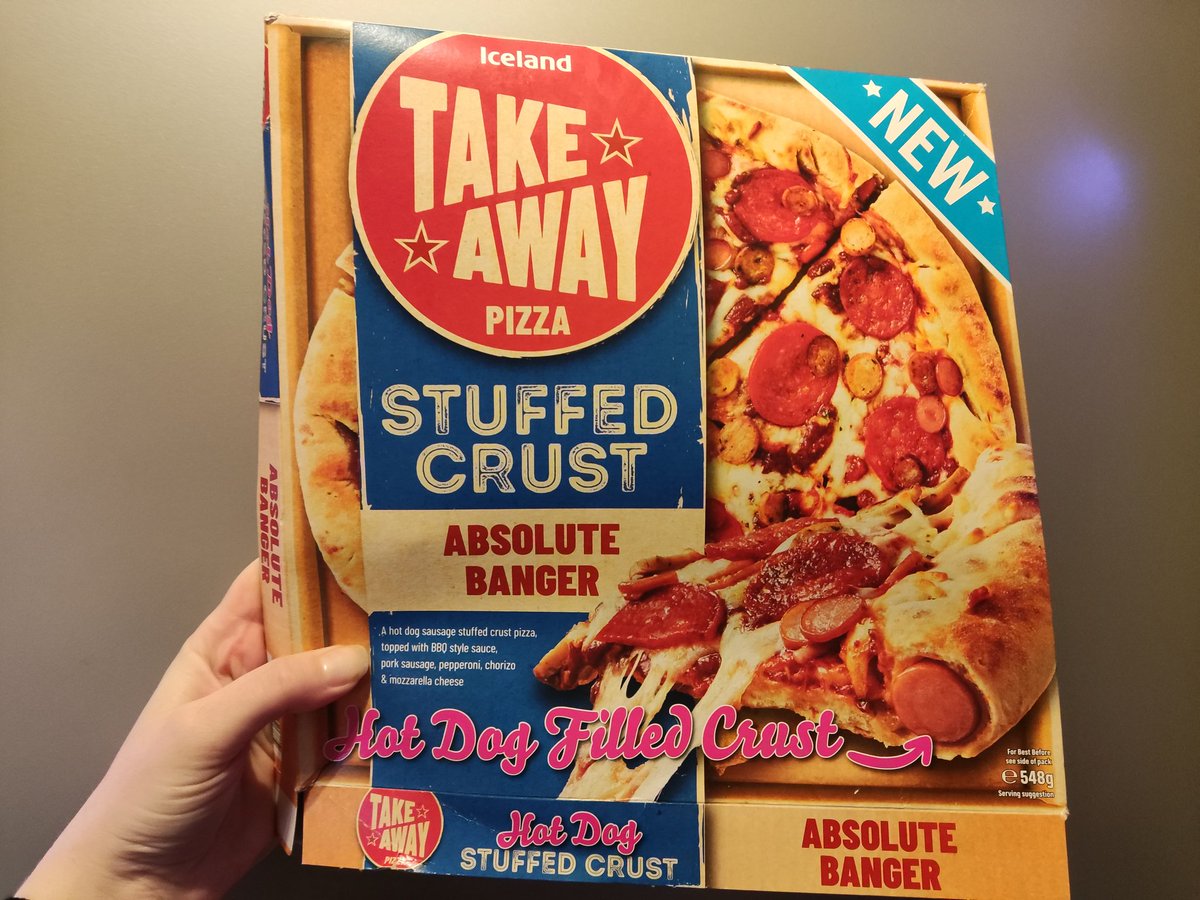 Iceland
TAKE
AWAY
PIZZA
NEW
STUFFED
CRUST
ABSOLUTE
BANGER
A hot dog sausage stuffed crust pizza,
topped with BBQ style sauce,
pork sausage, pepperoni, chorizo
& mozzarella cheese
Hot Dog Filled Crust
For Best Before
see side of pack
℮ 548g
Serving suggestion
TAKE
AWAY
PIZZA
Hot Dog
STUFFED CRUST
ABSOLUTE
BANGER
ABSOLUTE
BANGER